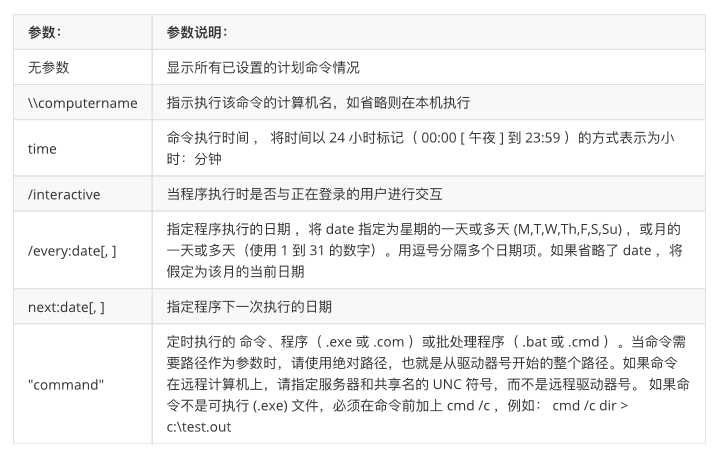 参数: 参数说明:
无参数 显示所有已设置的计划命令情况
\\computername 指示执行该命令的计算机名，如省略则在本机执行
time 命令执行时间 ， 将时间以 24 小时标记（ 00:00 [ 午夜 ] 到 23:59 ）的方式表示为小
时：分钟
/interactive 当程序执行时是否与正在登录的用户进行交互
/every:date[, ] 指定程序执行的日期 ，将 date 指定为星期的一天或多天 (M,T,W,Th,F,S,Su) ，或月的
一天或多天（使用 1 到 31 的数字）。用逗号分隔多个日期项。如果省略了 date ，将
假定为该月的当前日期
next:date[, ] 指定程序下一次执行的日期
"command" 定时执行的 命令、程序（ .exe 或 .com ）或批处理程序（ .bat 或 .cmd ）。当命令需
要路径作为参数时，请使用绝对路径，也就是从驱动器号开始的整个路径。如果命令
在远程计算机上，请指定服务器和共享名的 UNC 符号，而不是远程驱动器号。 如果命
令不是可执行 (.exe) 文件，必须在命令前加上 cmd /c ，例如： cmd /c dir >
c:\test.out